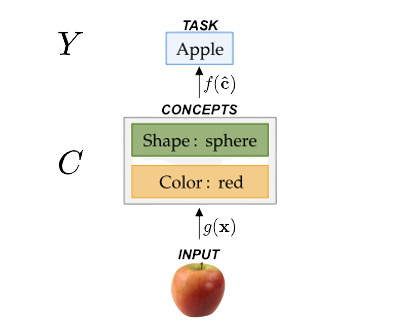 Y
TASK
Apple
f(ĉ)
CONCEPTS
Shape: sphere
C
Color: red
g(x)
INPUT